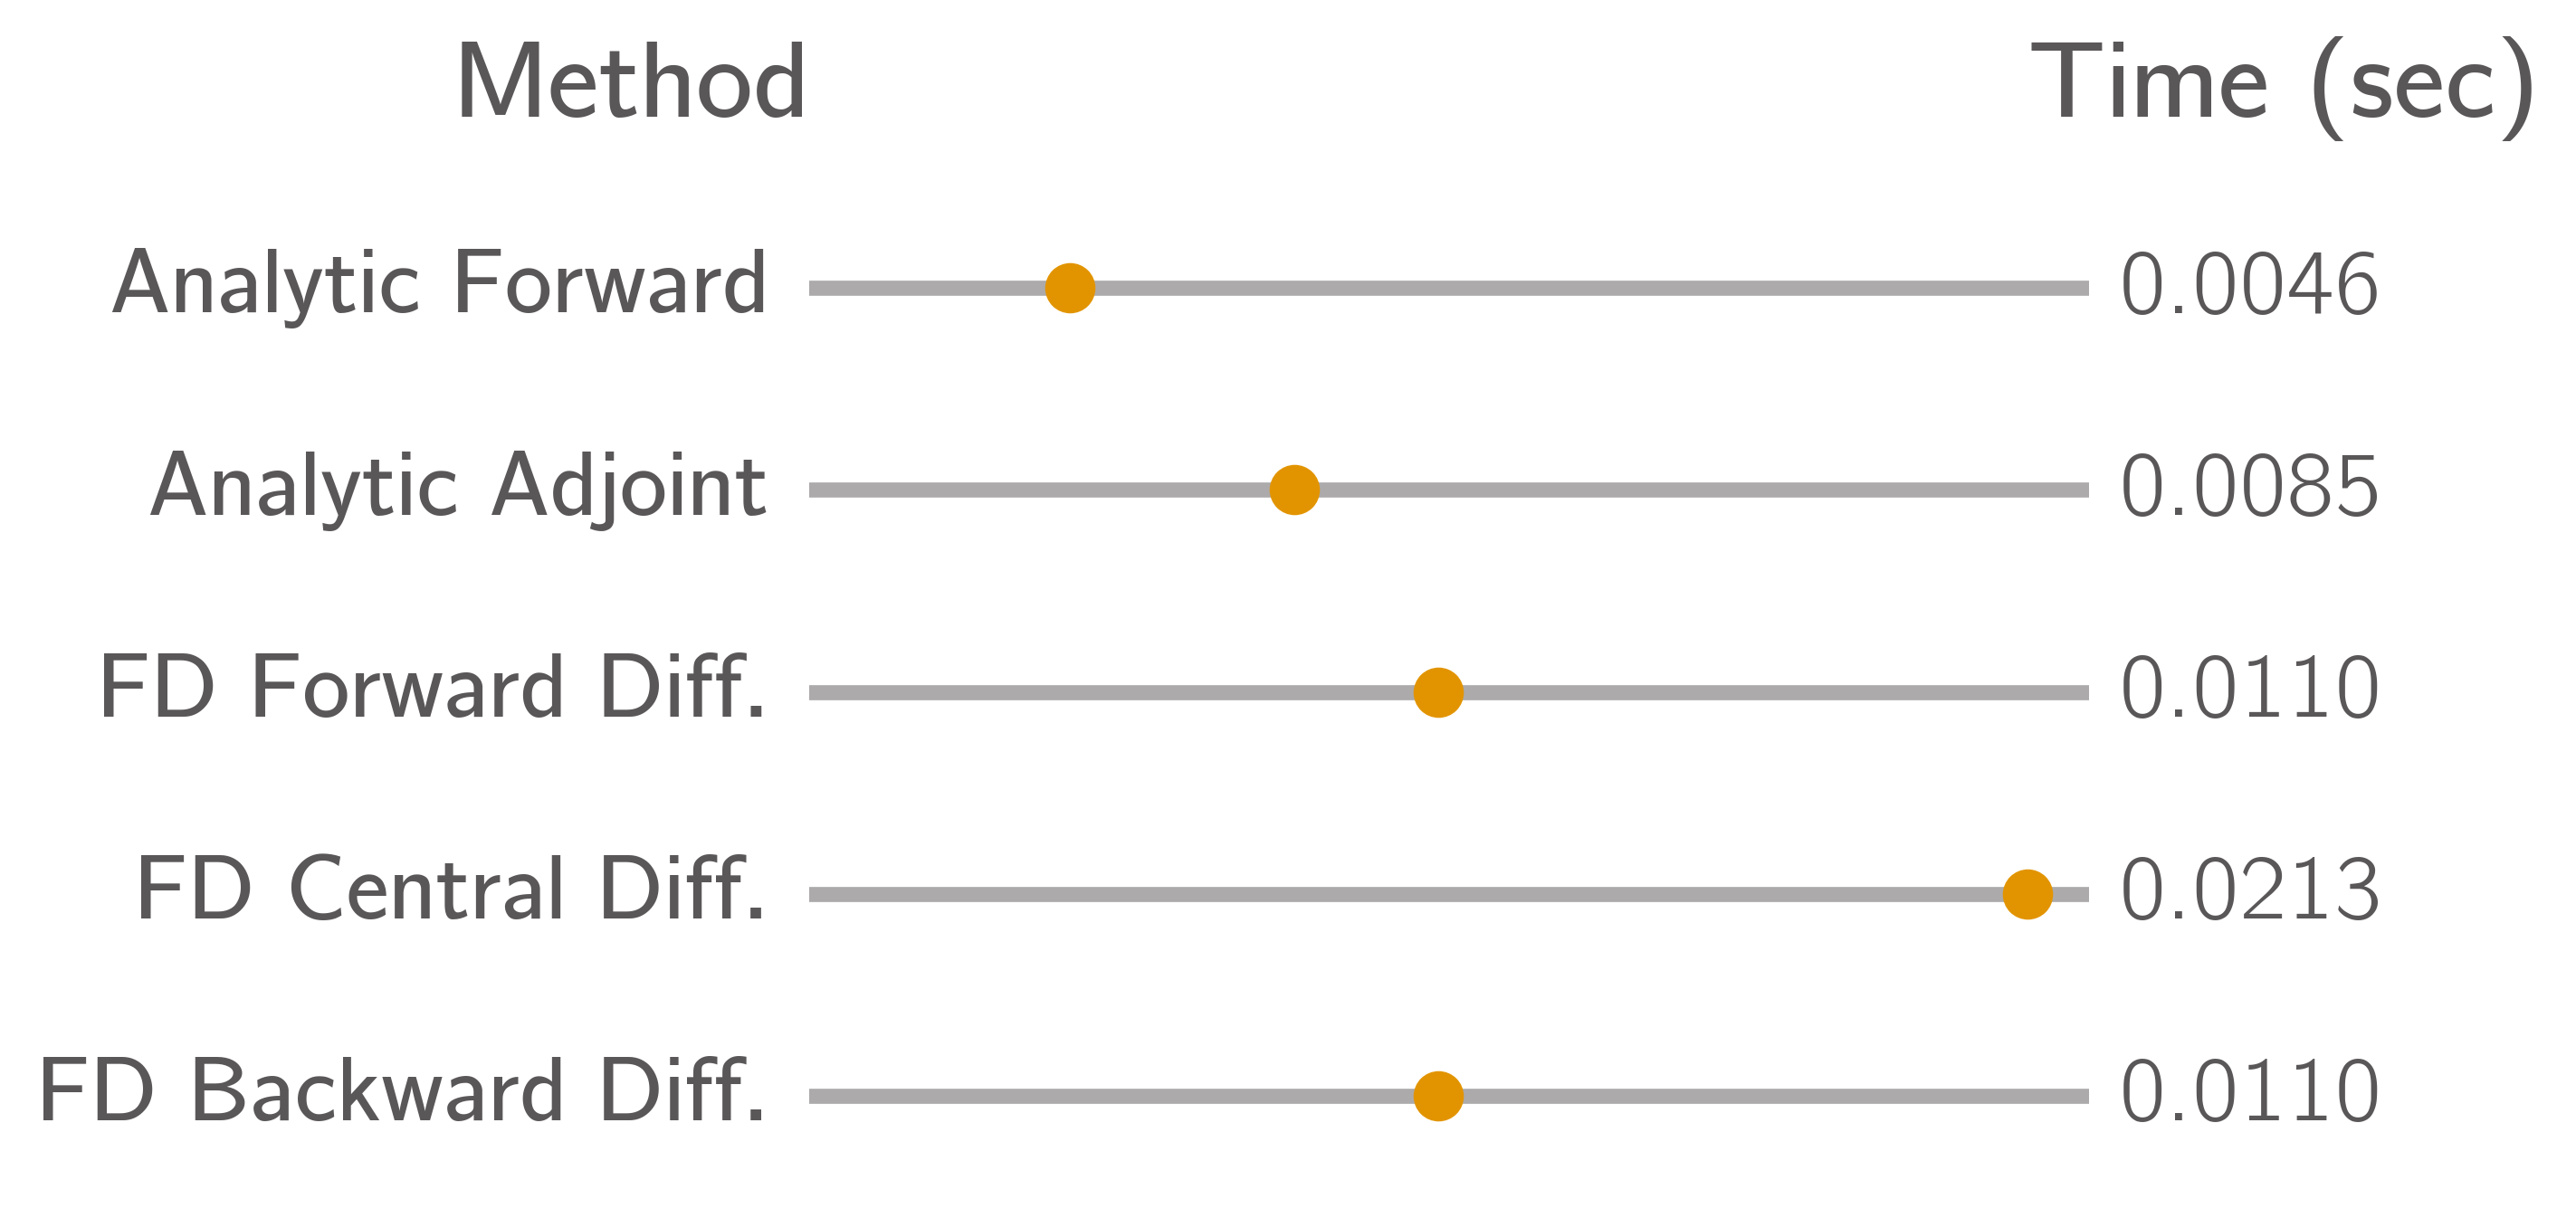 Method Time (sec)
Analytic Forward 0.0046
Analytic Adjoint 0.0085
FD Forward Diff. 0.0110
FD Central Diff. 0.0213
FD Backward Diff. 0.0110